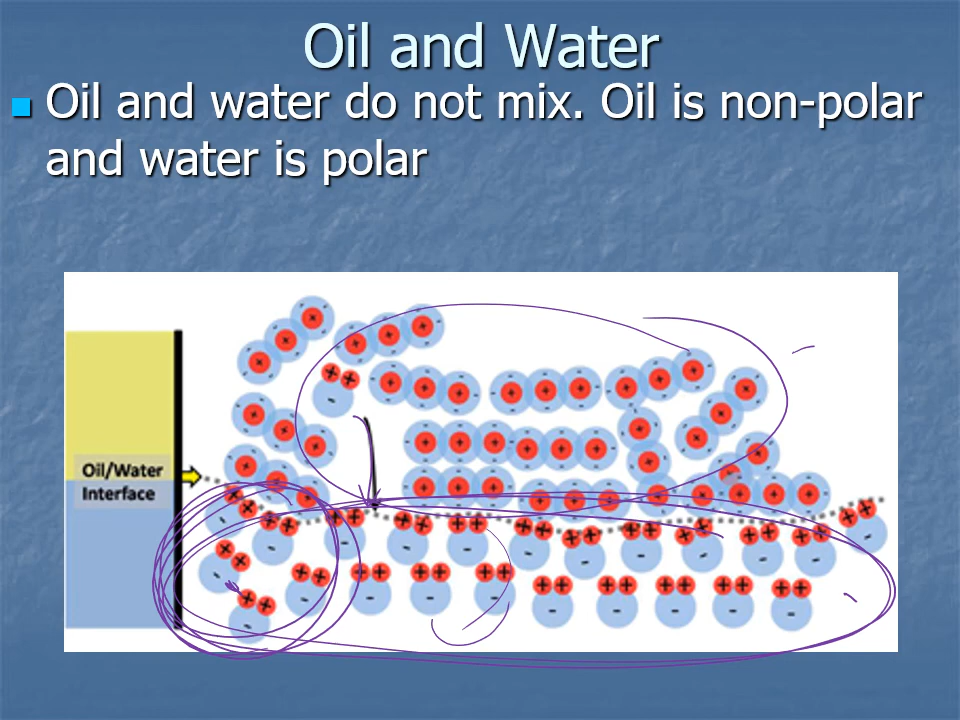 Oil and Water
Oil and water do not mix. Oil is non-polar
and water is polar
Oil/Water
Interface